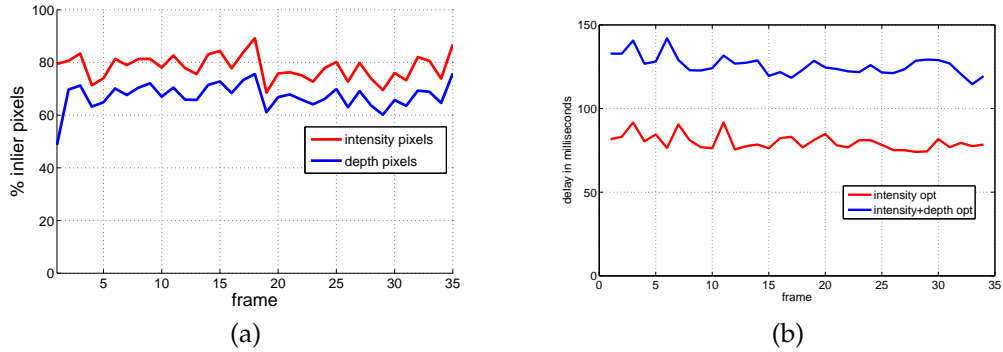 100
80
60
40
20
0
% inlier pixels
intensity pixels
depth pixels
5 10 15 20 25 30 35
frame
(a)
150
100
50
0
delay in milliseconds
intensity opt
intensity+depth opt
0 5 10 15 20 25 30 35
frame
(b)